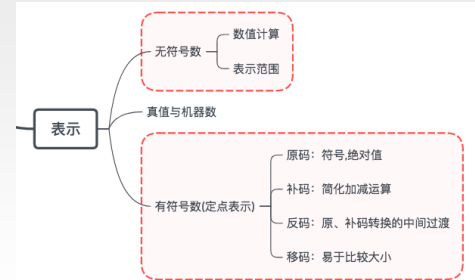 表示
无符号数
数值计算
表示范围
真值与机器数
有符号数(定点表示)
原码：符号,绝对值
补码：简化加减运算
反码：原、补码转换的中间过渡
移码：易于比较大小